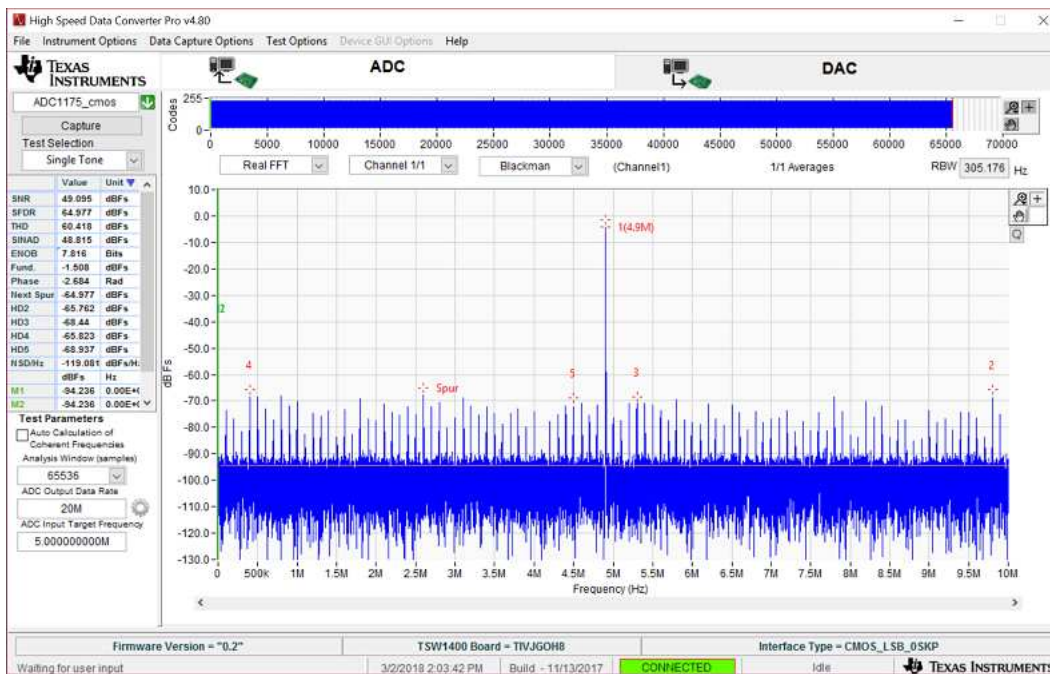 High Speed Data Converter Pro v4.80
File Instrument Options Data Capture Options Test Options Device GUI Options Help
TEXAS INSTRUMENTS
ADC
DAC
ADC1175_cmos
Capture
Test Selection
Single Tone
Value Unit
SNR 49.095 dBFs
SFDR 64.977 dBFs
THD 60.418 dBFs
SINAD 48.815 dBFs
ENOB 7.816 Bits
Fund. -1.508 dBFs
Phase -2.684 Rad
Next Spur -64.977 dBFs
HD2 -65.762 dBFs
HD3 -68.44 dBFs
HD4 -65.823 dBFs
HD5 -68.937 dBFs
NSD/Hz -119.081 dBFs/H:
dBFs Hz
M1 -94.236 0.00E+(
M2 -94.236 0.00E+(
Test Parameters
Auto Calculation of
Coherent Frequencies
Analysis Window (samples)
65536
ADC Output Data Rate
20M
ADC Input Target Frequency
5.000000000M
Codes
255-
0-
0 5000 10000 15000 20000 25000 30000 35000 40000 45000 50000 55000 60000 65000 70000
Real FFT Channel 1/1 Blackman (Channel1) 1/1 Averages RBW 305.176 Hz
dBFs
10.0-
0.0-
-10.0-
-20.0-
-30.0-
-40.0-
-50.0-
-60.0-
-70.0-
-80.0-
-90.0-
-100.0-
-110.0-
-120.0-
-130.0-
1(4.9M)
2
4
Spur
5
3
2
0 500k 1M 1.5M 2M 2.5M 3M 3.5M 4M 4.5M 5M 5.5M 6M 6.5M 7M 7.5M 8M 8.5M 9M 9.5M 10M
Frequency (Hz)
Firmware Version = "0.2" TSW1400 Board = TIVJGOH8 Interface Type = CMOS_LSB_0SKP
Waiting for user input 3/2/2018 2:03:42 PM Build - 11/13/2017 CONNECTED Idle TEXAS INSTRUMENTS